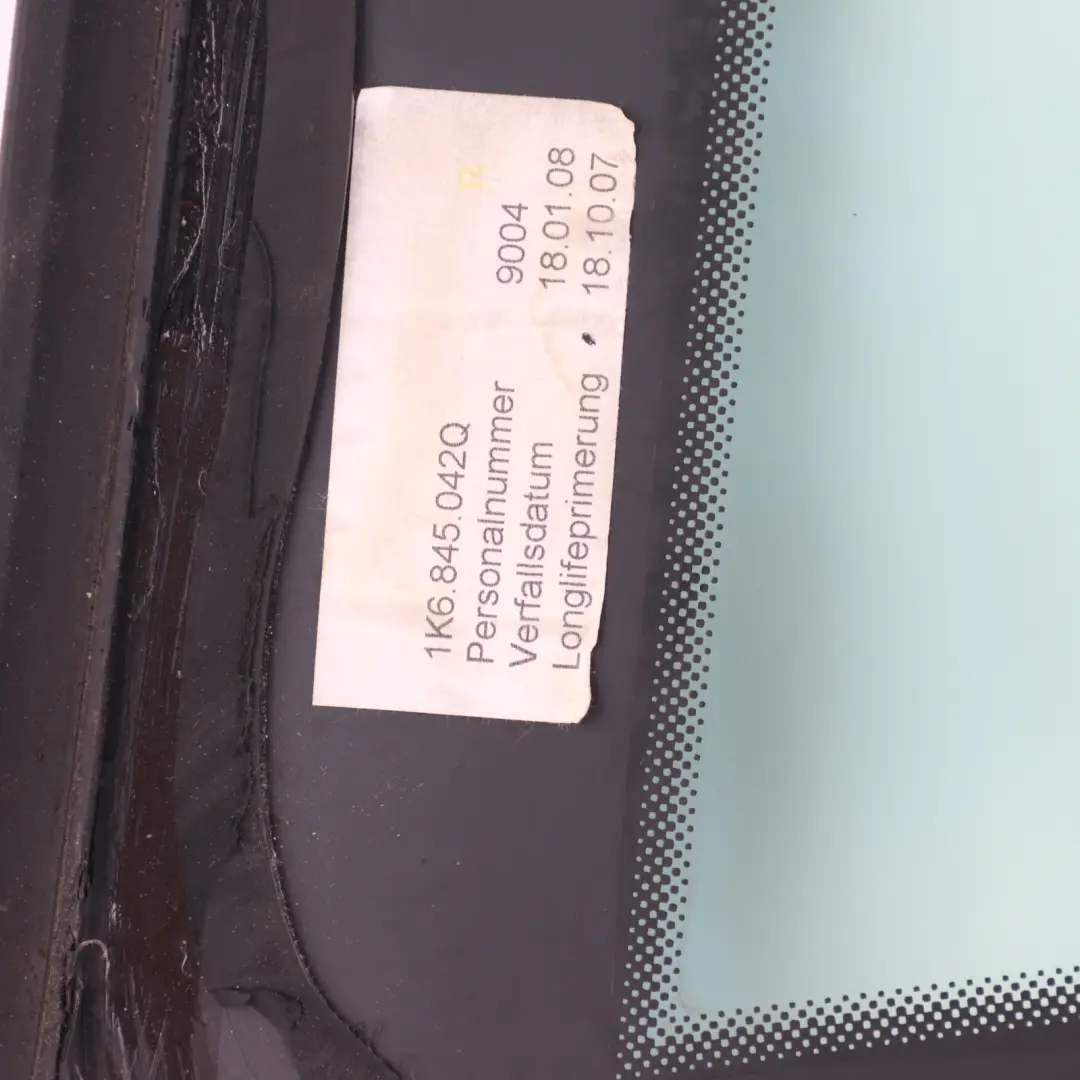 R
1K6.845.042Q
Personalnummer 9004
Verfallsdatum 18.01.08
Longlifeprimerung 18.10.07